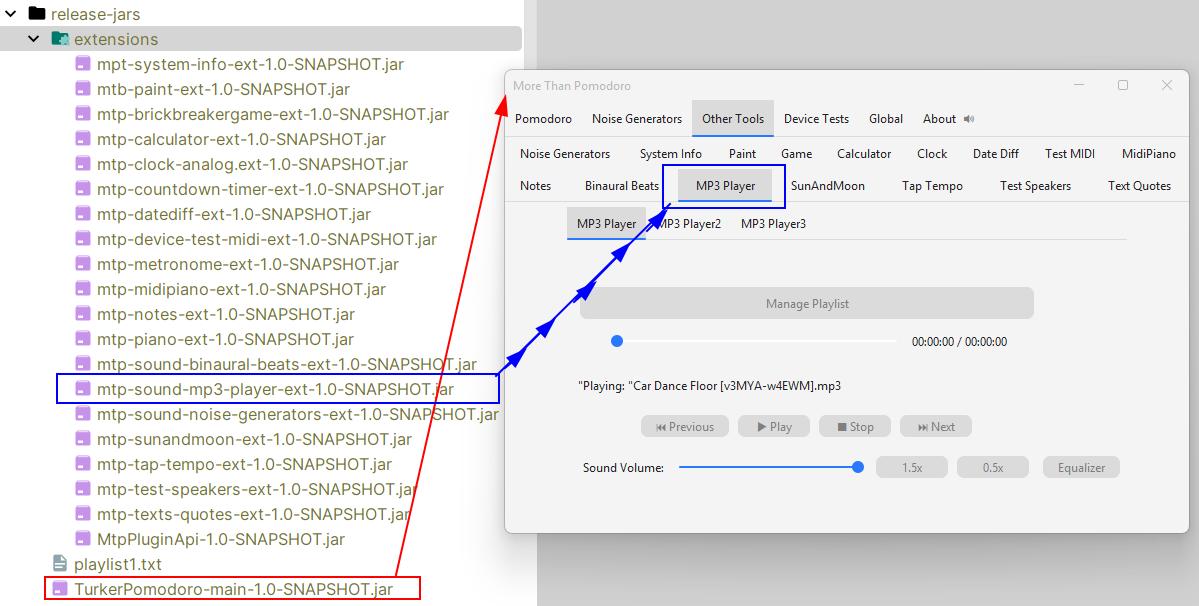 release-jars
extensions
mpt-system-info-ext-1.0-SNAPSHOT.jar
mtb-paint-ext-1.0-SNAPSHOT.jar
mtp-brickbreakergame-ext-1.0-SNAPSHOT.jar
mtp-calculator-ext-1.0-SNAPSHOT.jar
mtp-clock-analog.ext-1.0-SNAPSHOT.jar
mtp-countdown-timer-ext-1.0-SNAPSHOT.jar
mtp-datediff-ext-1.0-SNAPSHOT.jar
mtp-device-test-midi-ext-1.0-SNAPSHOT.jar
mtp-metronome-ext-1.0-SNAPSHOT.jar
mtp-midipiano-ext-1.0-SNAPSHOT.jar
mtp-notes-ext-1.0-SNAPSHOT.jar
mtp-piano-ext-1.0-SNAPSHOT.jar
mtp-sound-binaural-beats-ext-1.0-SNAPSHOT.jar
mtp-sound-mp3-player-ext-1.0-SNAPSHOT.jar
mtp-sound-noise-generators-ext-1.0-SNAPSHOT.jar
mtp-sunandmoon-ext-1.0-SNAPSHOT.jar
mtp-tap-tempo-ext-1.0-SNAPSHOT.jar
mtp-test-speakers-ext-1.0-SNAPSHOT.jar
mtp-texts-quotes-ext-1.0-SNAPSHOT.jar
MtpPluginApi-1.0-SNAPSHOT.jar
playlist1.txt
TurkerPomodoro-main-1.0-SNAPSHOT.jar
More Than Pomodoro
Pomodoro Noise Generators Other Tools Device Tests Global About
Noise Generators System Info Paint Game Calculator Clock Date Diff Test MIDI MidiPiano
Notes Binaural Beats MP3 Player SunAndMoon Tap Tempo Test Speakers Text Quotes
MP3 Player MP3 Player2 MP3 Player3
Manage Playlist
00:00:00 / 00:00:00
"Playing: "Car Dance Floor [v3MYA-w4EWM].mp3
Previous Play Stop Next
Sound Volume: 1.5x 0.5x Equalizer